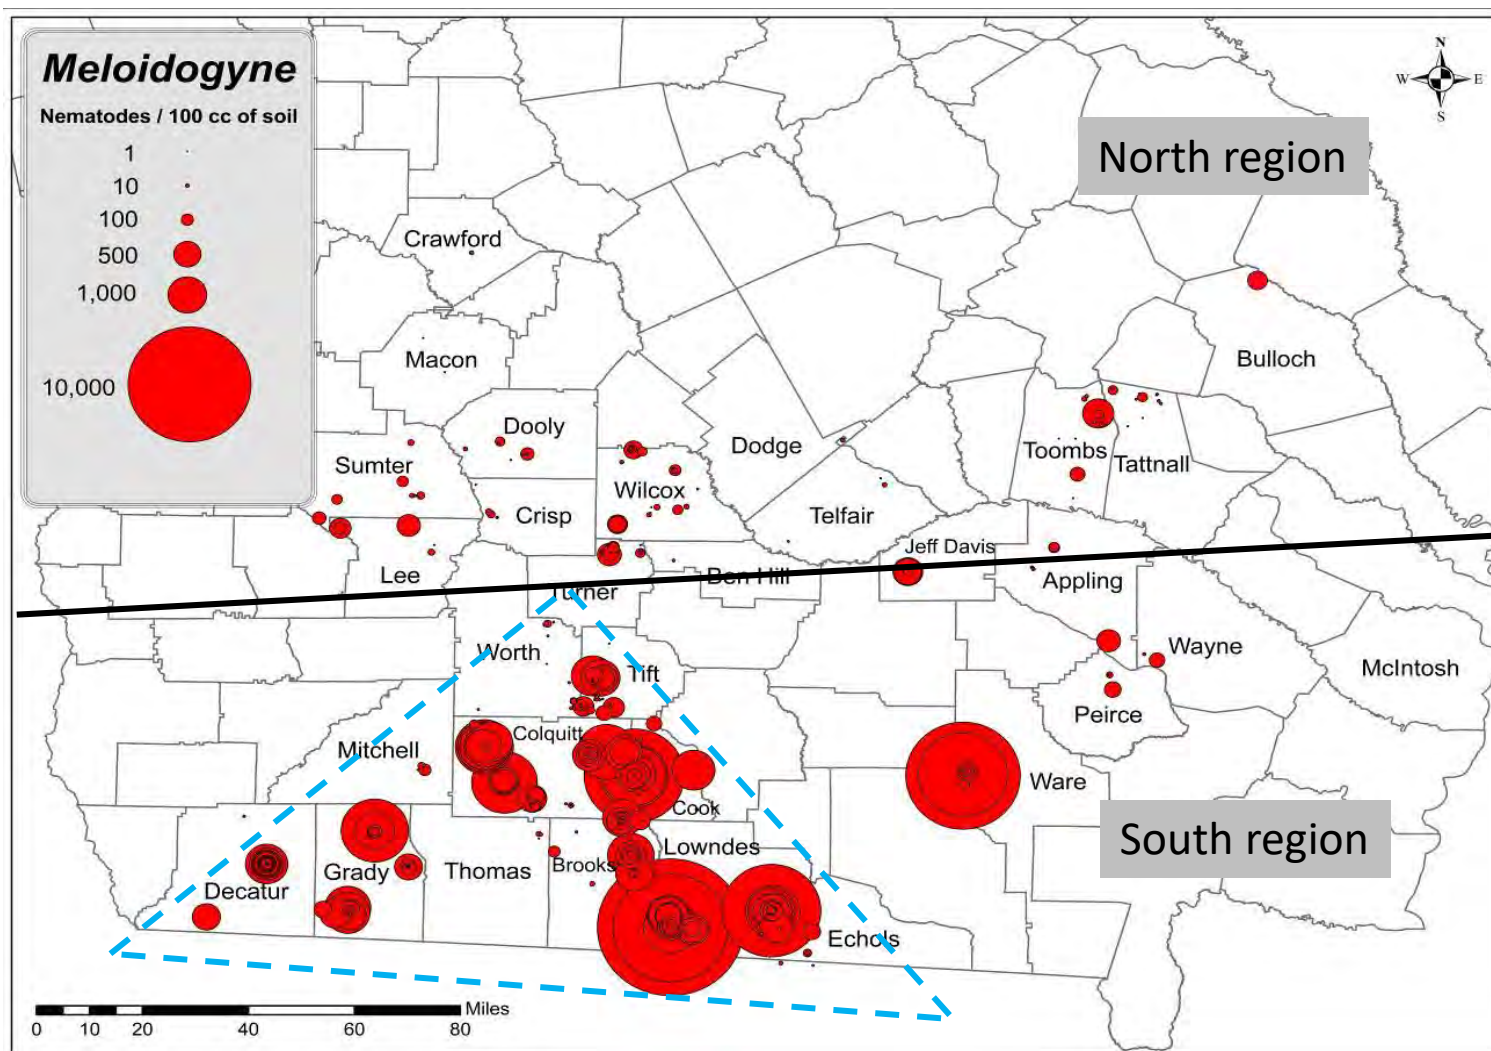 Meloidogyne
Nematodes / 100 cc of soil
1
10
100
500
1,000
10,000
N
W E
S
North region
Crawford
Macon
Bulloch
Dooly
Dodge
Toombs
Tattnall
Sumter
Wilcox
Crisp
Telfair
Jeff Davis
Lee
Ben Hill
Appling
Turner
Worth
Tift
Wayne
McIntosh
Peirce
Colquitt
Mitchell
Ware
Cook
South region
Lowndes
Brooks
Thomas
Grady
Decatur
Echols
Miles
0 10 20 40 60 80